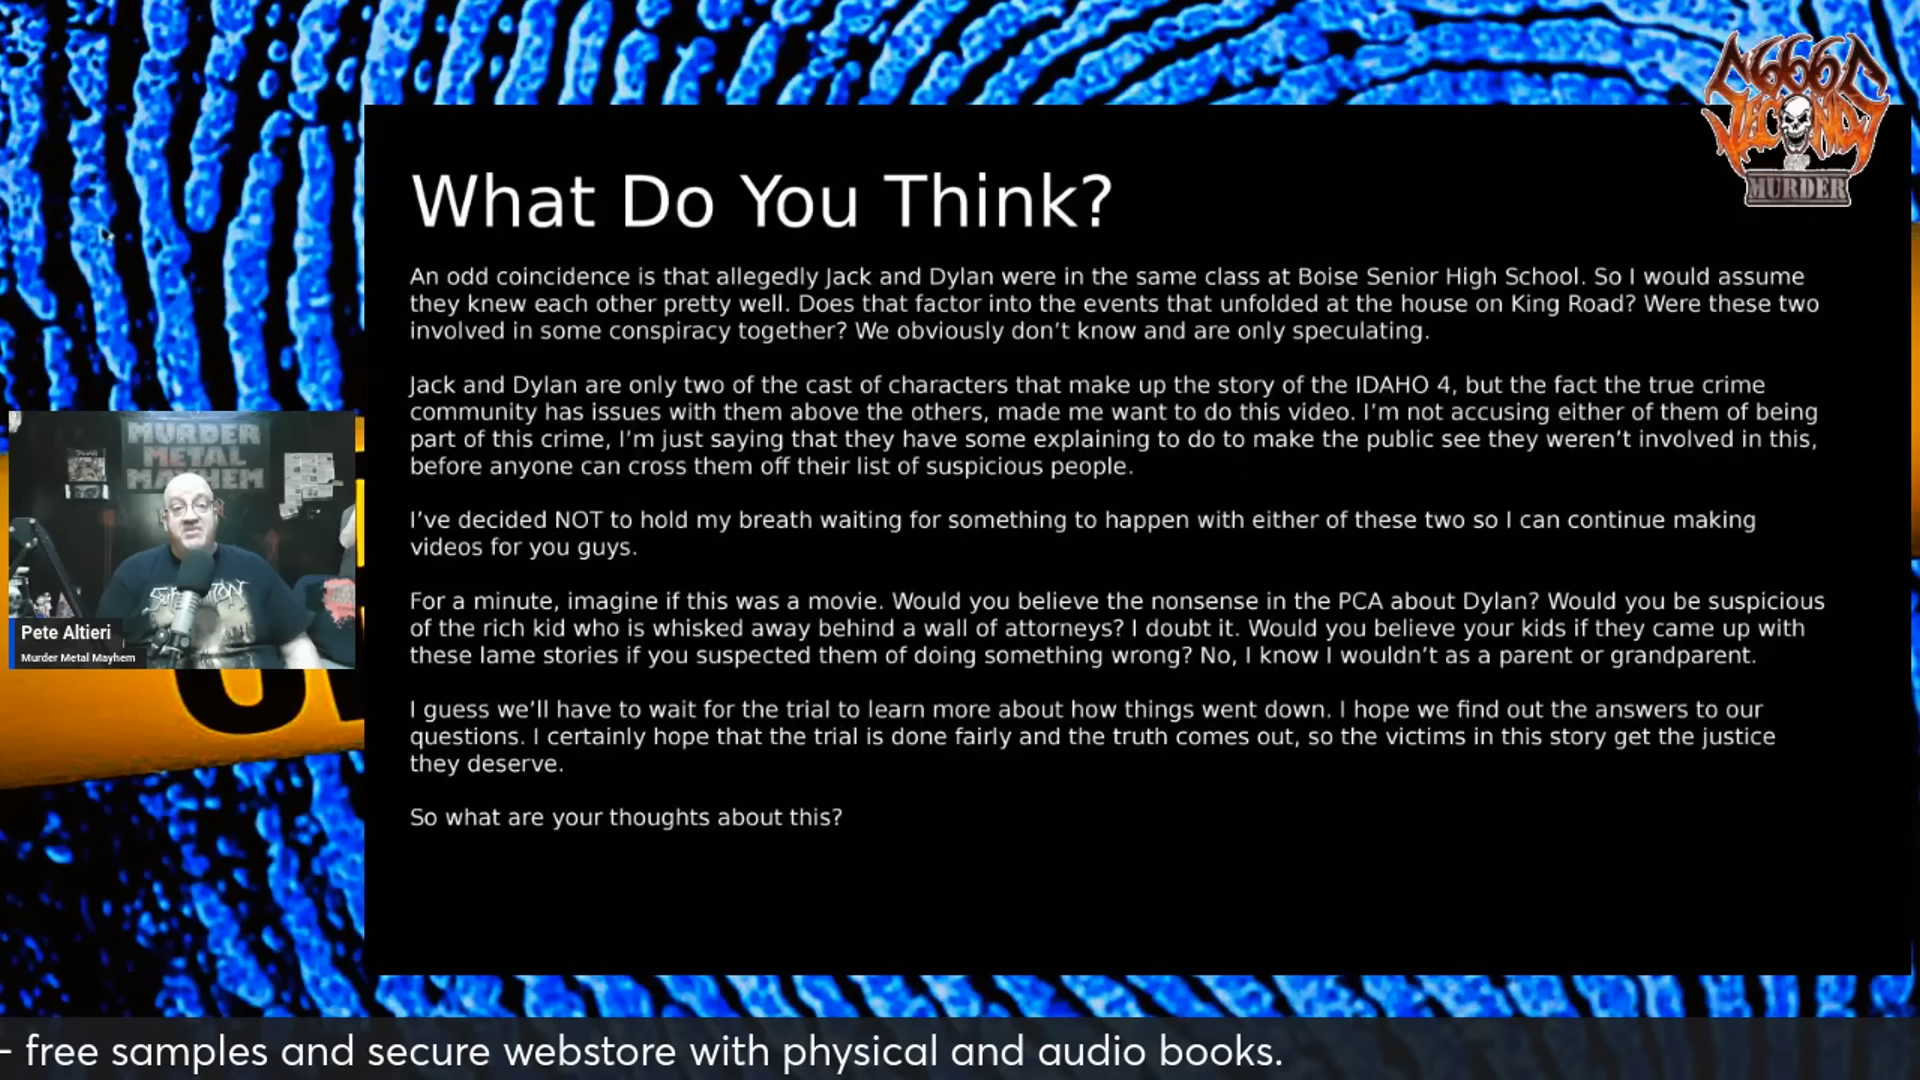 666
SECONDS
MURDER
What Do You Think?
An odd coincidence is that allegedly Jack and Dylan were in the same class at Boise Senior High School. So I would assume
they knew each other pretty well. Does that factor into the events that unfolded at the house on King Road? Were these two
involved in some conspiracy together? We obviously don’t know and are only speculating.
Jack and Dylan are only two of the cast of characters that make up the story of the IDAHO 4, but the fact the true crime
community has issues with them above the others, made me want to do this video. I’m not accusing either of them of being
part of this crime, I’m just saying that they have some explaining to do to make the public see they weren’t involved in this,
before anyone can cross them off their list of suspicious people.
I’ve decided NOT to hold my breath waiting for something to happen with either of these two so I can continue making
videos for you guys.
For a minute, imagine if this was a movie. Would you believe the nonsense in the PCA about Dylan? Would you be suspicious
of the rich kid who is whisked away behind a wall of attorneys? I doubt it. Would you believe your kids if they came up with
these lame stories if you suspected them of doing something wrong? No, I know I wouldn’t as a parent or grandparent.
I guess we’ll have to wait for the trial to learn more about how things went down. I hope we find out the answers to our
questions. I certainly hope that the trial is done fairly and the truth comes out, so the victims in this story get the justice
they deserve.
So what are your thoughts about this?
MURDER
METAL
MAYHEM
Pete Altieri
Murder Metal Mayhem
– free samples and secure webstore with physical and audio books.